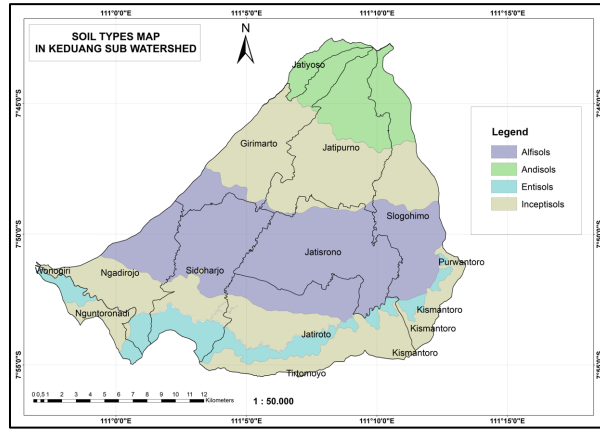 111°0'0"E 111°5'0"E 111°10'0"E 111°15'0"E
SOIL TYPES MAP
IN KEDUANG SUB WATERSHED
N
Jatiyoso
7°45'0"S 7°45'0"S
Girimarto
Jatipurno
Legend
Alfisols
Andisols
Entisols
Inceptisols
Slogohimo
7°50'0"S 7°50'0"S
Jatisrono
Purwantoro
Wonogiri
Ngadirojo
Sidoharjo
Nguntoronadi
Kismantoro
Kismantoro
Jatiroto
Kismantoro
7°55'0"S 7°55'0"S
Tirtomoyo
0 0,5 1 2 3 4 5 6 7 8 9 10 11 12
Kilometers
1 : 50.000
111°0'0"E 111°5'0"E 111°10'0"E 111°15'0"E